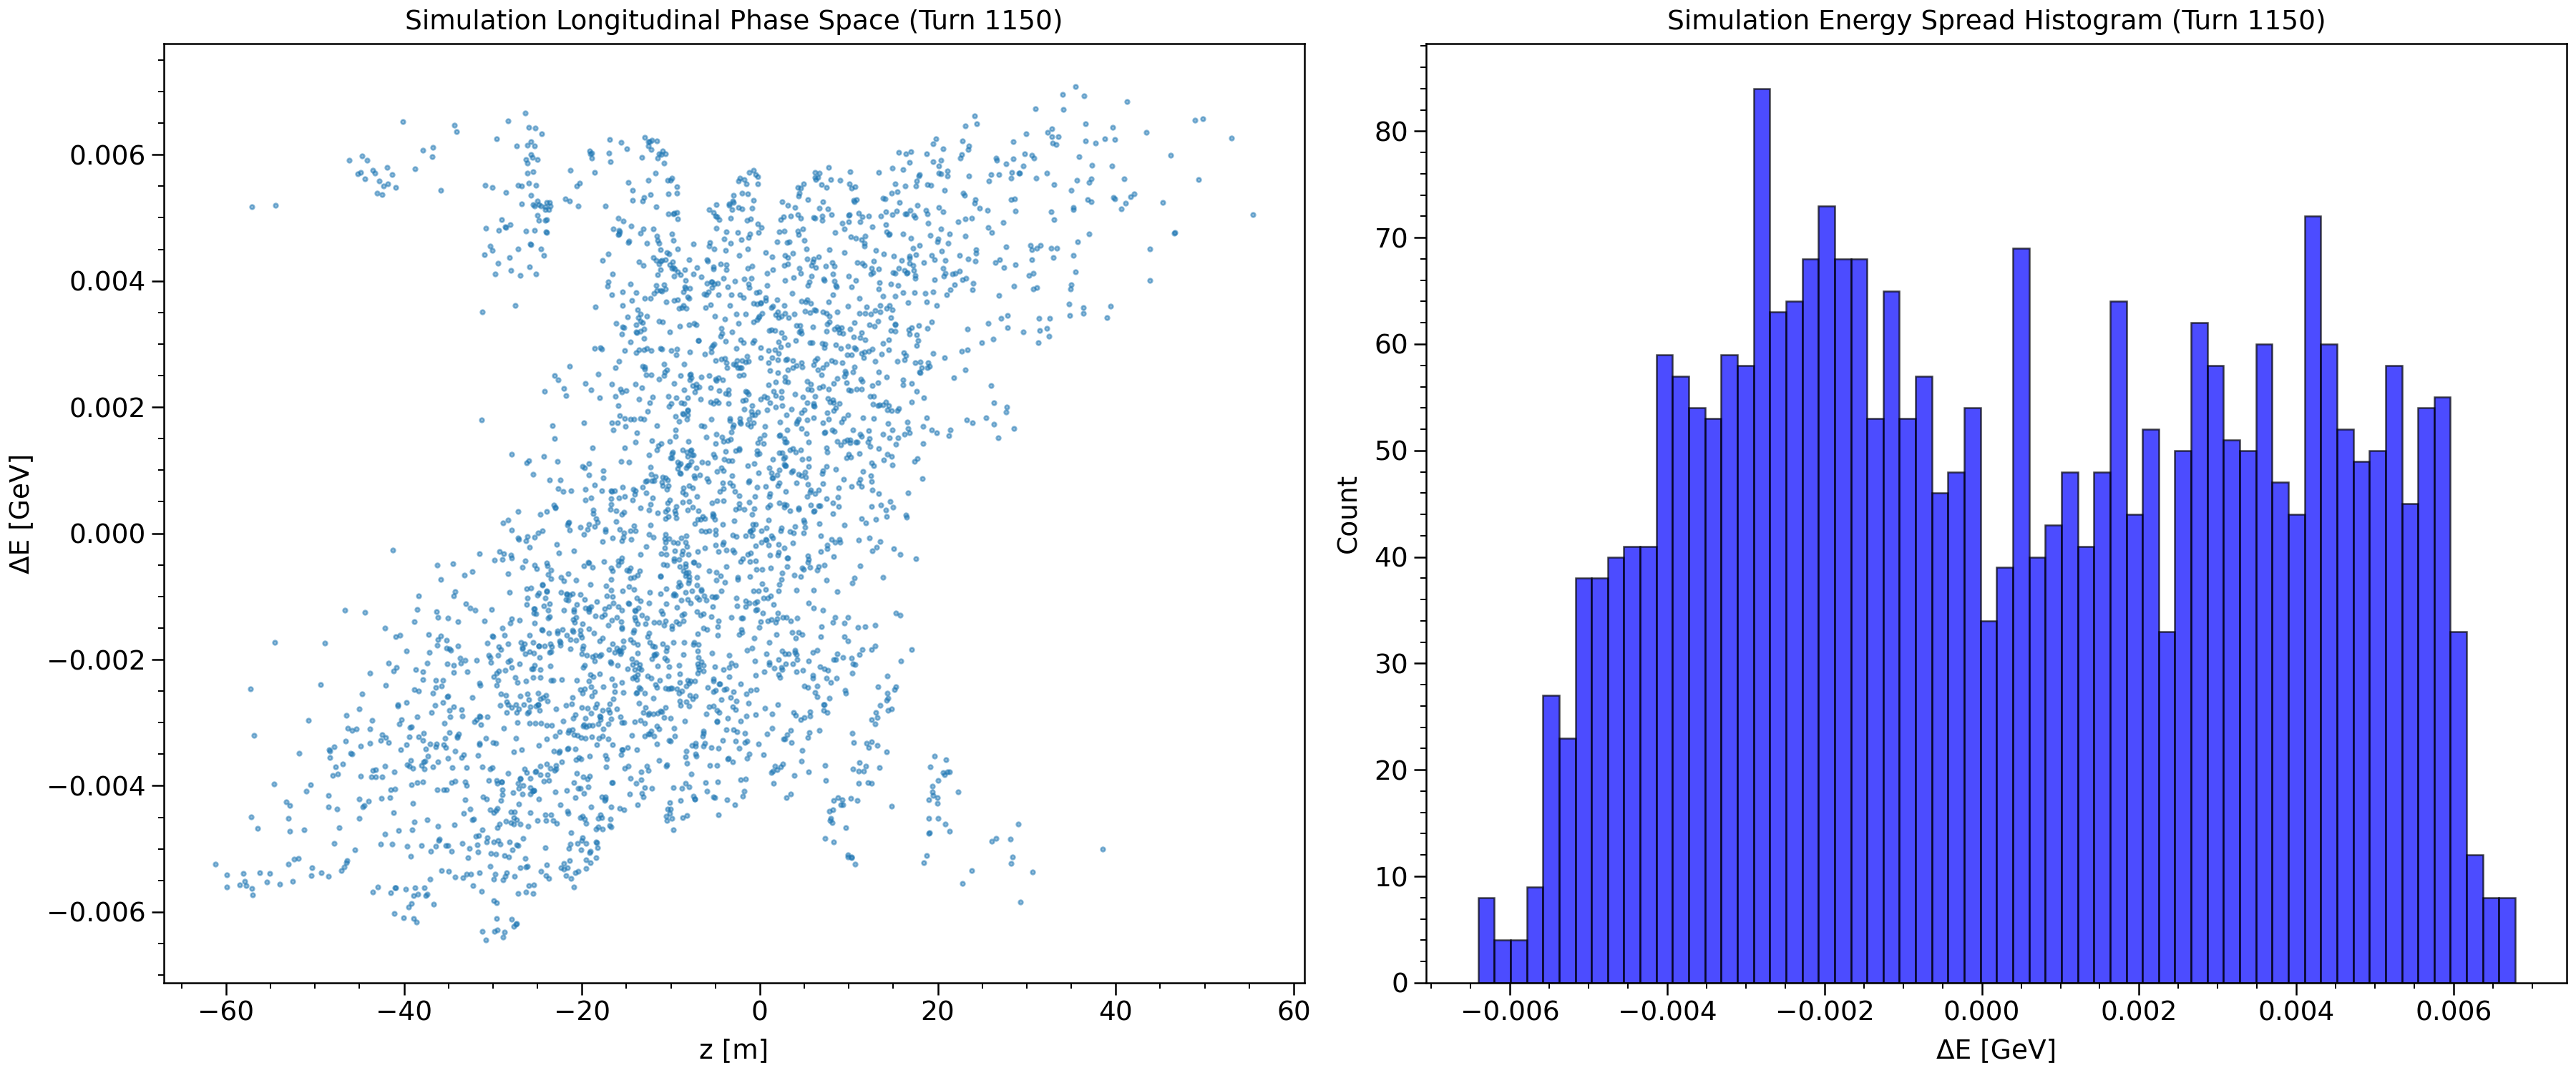 Simulation Longitudinal Phase Space (Turn 1150)
ΔE [GeV]
0.006
0.004
0.002
0.000
−0.002
−0.004
−0.006
−60 −40 −20 0 20 40 60
z [m]
Simulation Energy Spread Histogram (Turn 1150)
Count
80
70
60
50
40
30
20
10
0
−0.006 −0.004 −0.002 0.000 0.002 0.004 0.006
ΔE [GeV]